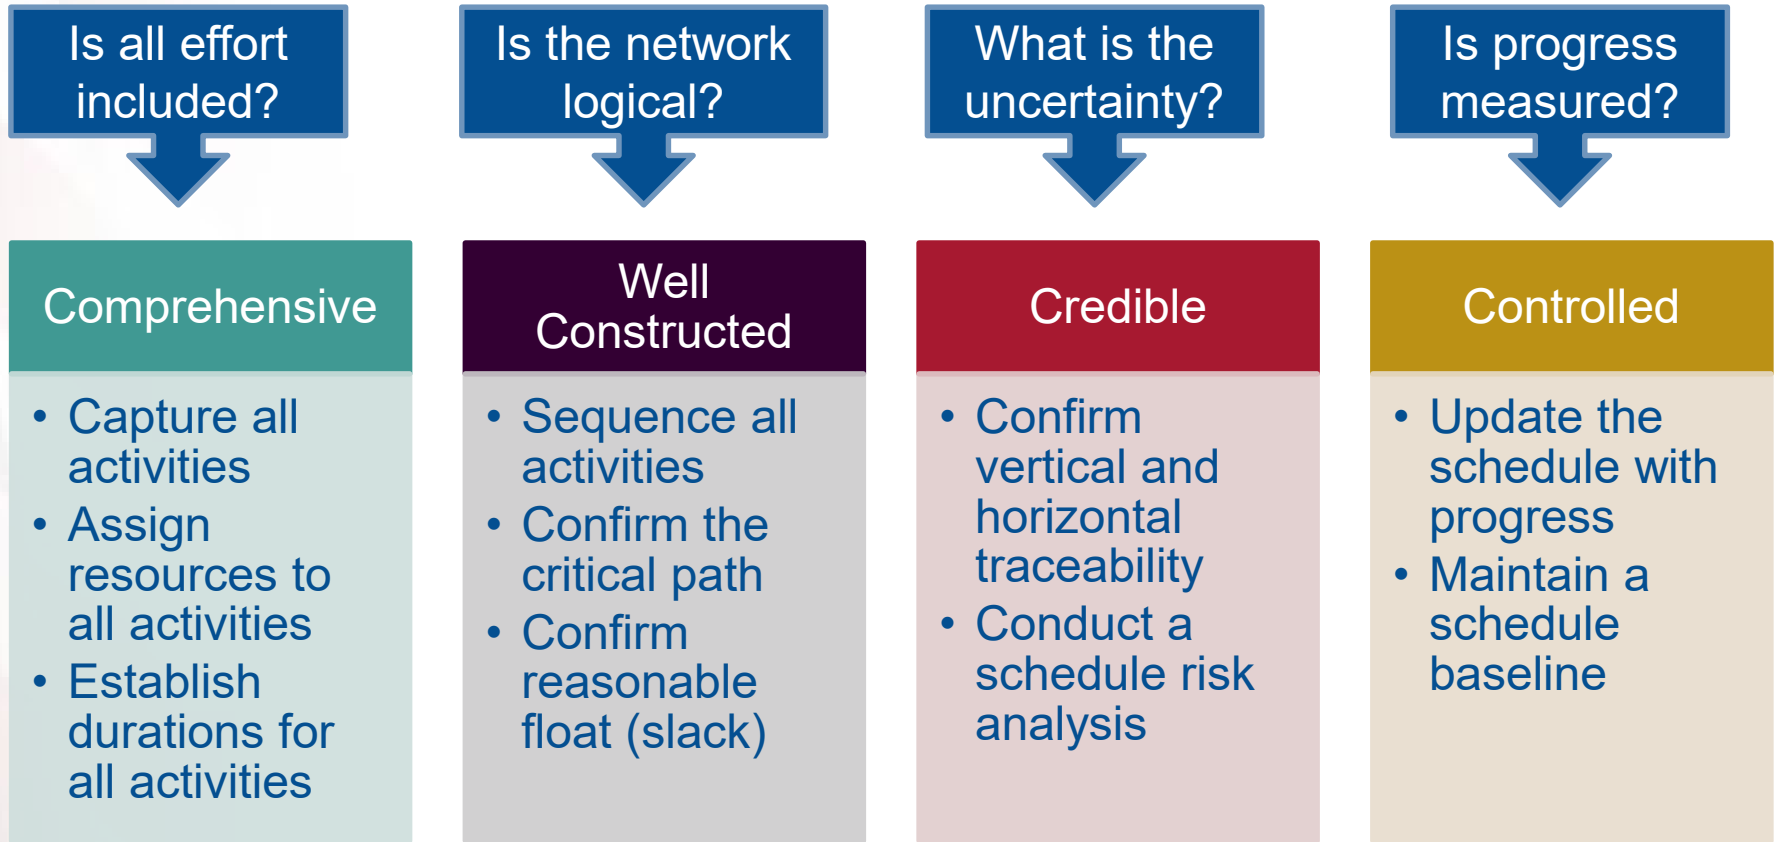 Is all effort
included?
Is the network
logical?
What is the
uncertainty?
Is progress
measured?
Comprehensive
• Capture all
activities
• Assign
resources to
all activities
• Establish
durations for
all activities
Well
Constructed
• Sequence all
activities
• Confirm the
critical path
• Confirm
reasonable
float (slack)
Credible
• Confirm
vertical and
horizontal
traceability
• Conduct a
schedule risk
analysis
Controlled
• Update the
schedule with
progress
• Maintain a
schedule
baseline